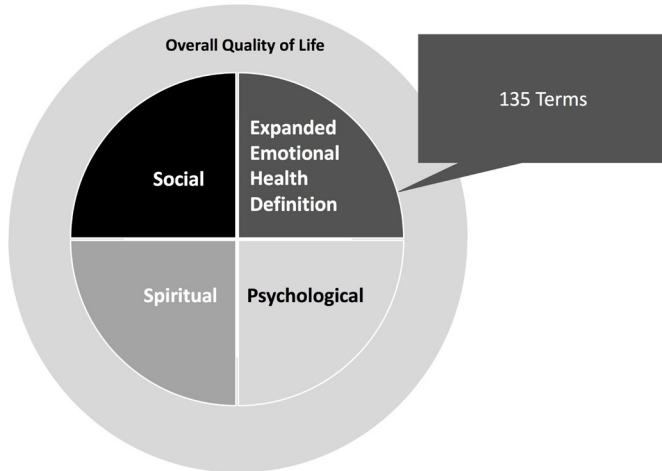 Overall Quality of Life
135 Terms
Expanded
Emotional
Health
Definition
Social
Spiritual
Psychological